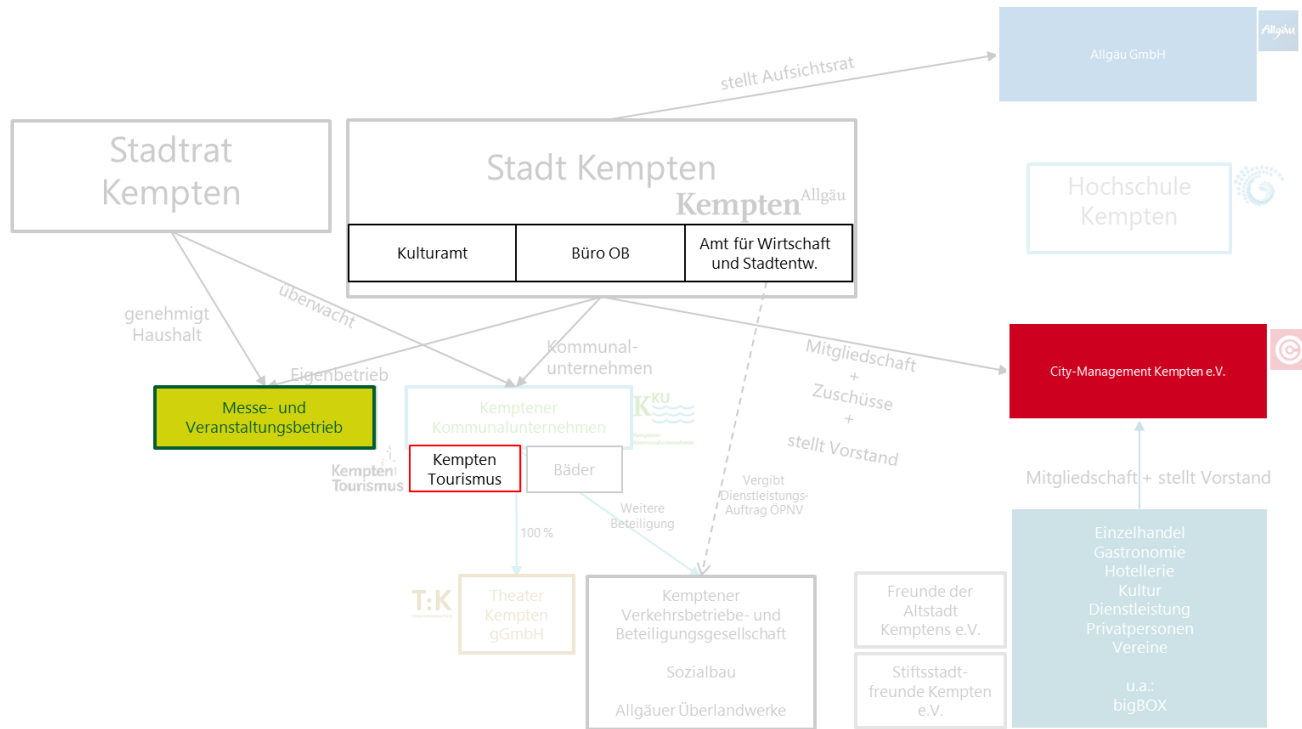 Allgäu GmbH
Allgäu
stellt Aufsichtsrat
Stadtrat
Kempten
Stadt Kempten
Kempten Allgäu
Kulturamt
Büro OB
Amt für Wirtschaft
und Stadtentw.
Hochschule
Kempten
genehmigt
Haushalt
überwacht
Eigenbetrieb
Kommunal-
unternehmen
Mitgliedschaft
+
Zuschüsse
+
stellt Vorstand
City-Management Kempten e.V.
Messe- und
Veranstaltungsbetrieb
Kemptener
Kommunalunternehmen
KKU
Kempten
Tourismus
Kempten
Tourismus
Bäder
Vergibt
Dienstleistungs-
Auftrag ÖPNV
Mitgliedschaft + stellt Vorstand
100 %
Weitere
Beteiligung
T:K
Theater
Kempten
gGmbH
Kemptener
Verkehrsbetriebe- und
Beteiligungsgesellschaft
Sozialbau
Allgäuer Überlandwerke
Freunde der
Altstadt
Kemptens e.V.
Stiftsstadt-
freunde Kempten
e.V.
Einzelhandel
Gastronomie
Hotellerie
Kultur
Dienstleistung
Privatpersonen
Vereine
u.a.:
bigBOX